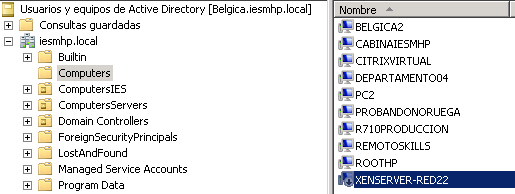 Usuarios y equipos de Active Directory [Belgica.iesmhp.local]
Consultas guardadas
iesmhp.local
Builtin
Computers
ComputersIES
ComputersServers
Domain Controllers
ForeignSecurityPrincipals
LostAndFound
Managed Service Accounts
Program Data
Nombre
BELGICA2
CABINAIESMHP
CITRIXVIRTUAL
DEPARTAMENTO04
PC2
PROBANDONORUEGA
R710PRODUCCION
REMOTOSKILLS
ROOTHP
XENSERVER-RED22